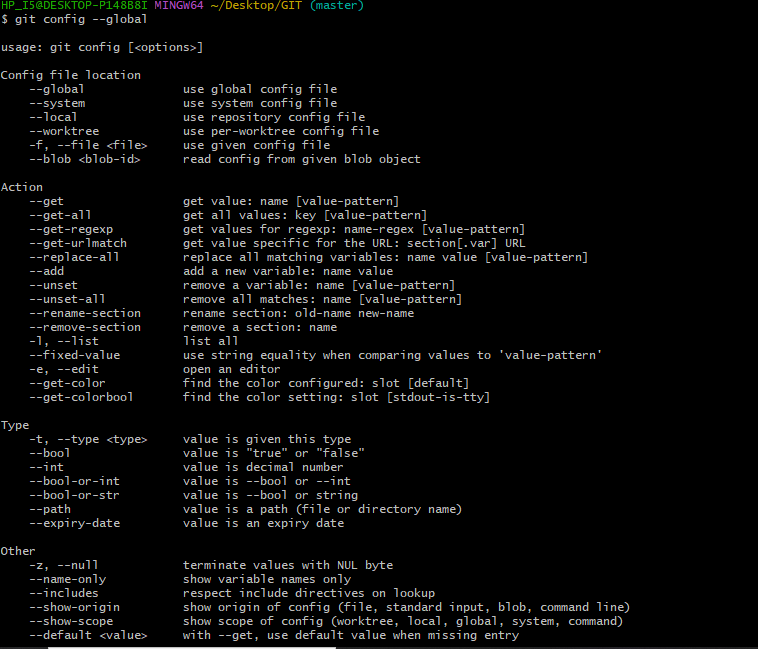 HP_I5@DESKTOP-P148B8I MINGW64 ~/Desktop/GIT (master)
$ git config --global
usage: git config [<options>]
Config file location
    --global              use global config file
    --system              use system config file
    --local               use repository config file
    --worktree            use per-worktree config file
    -f, --file <file>     use given config file
    --blob <blob-id>      read config from given blob object
Action
    --get                 get value: name [value-pattern]
    --get-all             get all values: key [value-pattern]
    --get-regexp          get values for regexp: name-regex [value-pattern]
    --get-urlmatch        get value specific for the URL: section[.var] URL
    --replace-all         replace all matching variables: name value [value-pattern]
    --add                 add a new variable: name value
    --unset               remove a variable: name [value-pattern]
    --unset-all           remove all matches: name [value-pattern]
    --rename-section      rename section: old-name new-name
    --remove-section      remove a section: name
    -l, --list            list all
    --fixed-value         use string equality when comparing values to 'value-pattern'
    -e, --edit            open an editor
    --get-color           find the color configured: slot [default]
    --get-colorbool       find the color setting: slot [stdout-is-tty]
Type
    -t, --type <type>     value is given this type
    --bool                value is "true" or "false"
    --int                 value is decimal number
    --bool-or-int         value is --bool or --int
    --bool-or-str         value is --bool or string
    --path                value is a path (file or directory name)
    --expiry-date         value is an expiry date
Other
    -z, --null            terminate values with NUL byte
    --name-only           show variable names only
    --includes            respect include directives on lookup
    --show-origin         show origin of config (file, standard input, blob, command line)
    --show-scope          show scope of config (worktree, local, global, system, command)
    --default <value>     with --get, use default value when missing entry